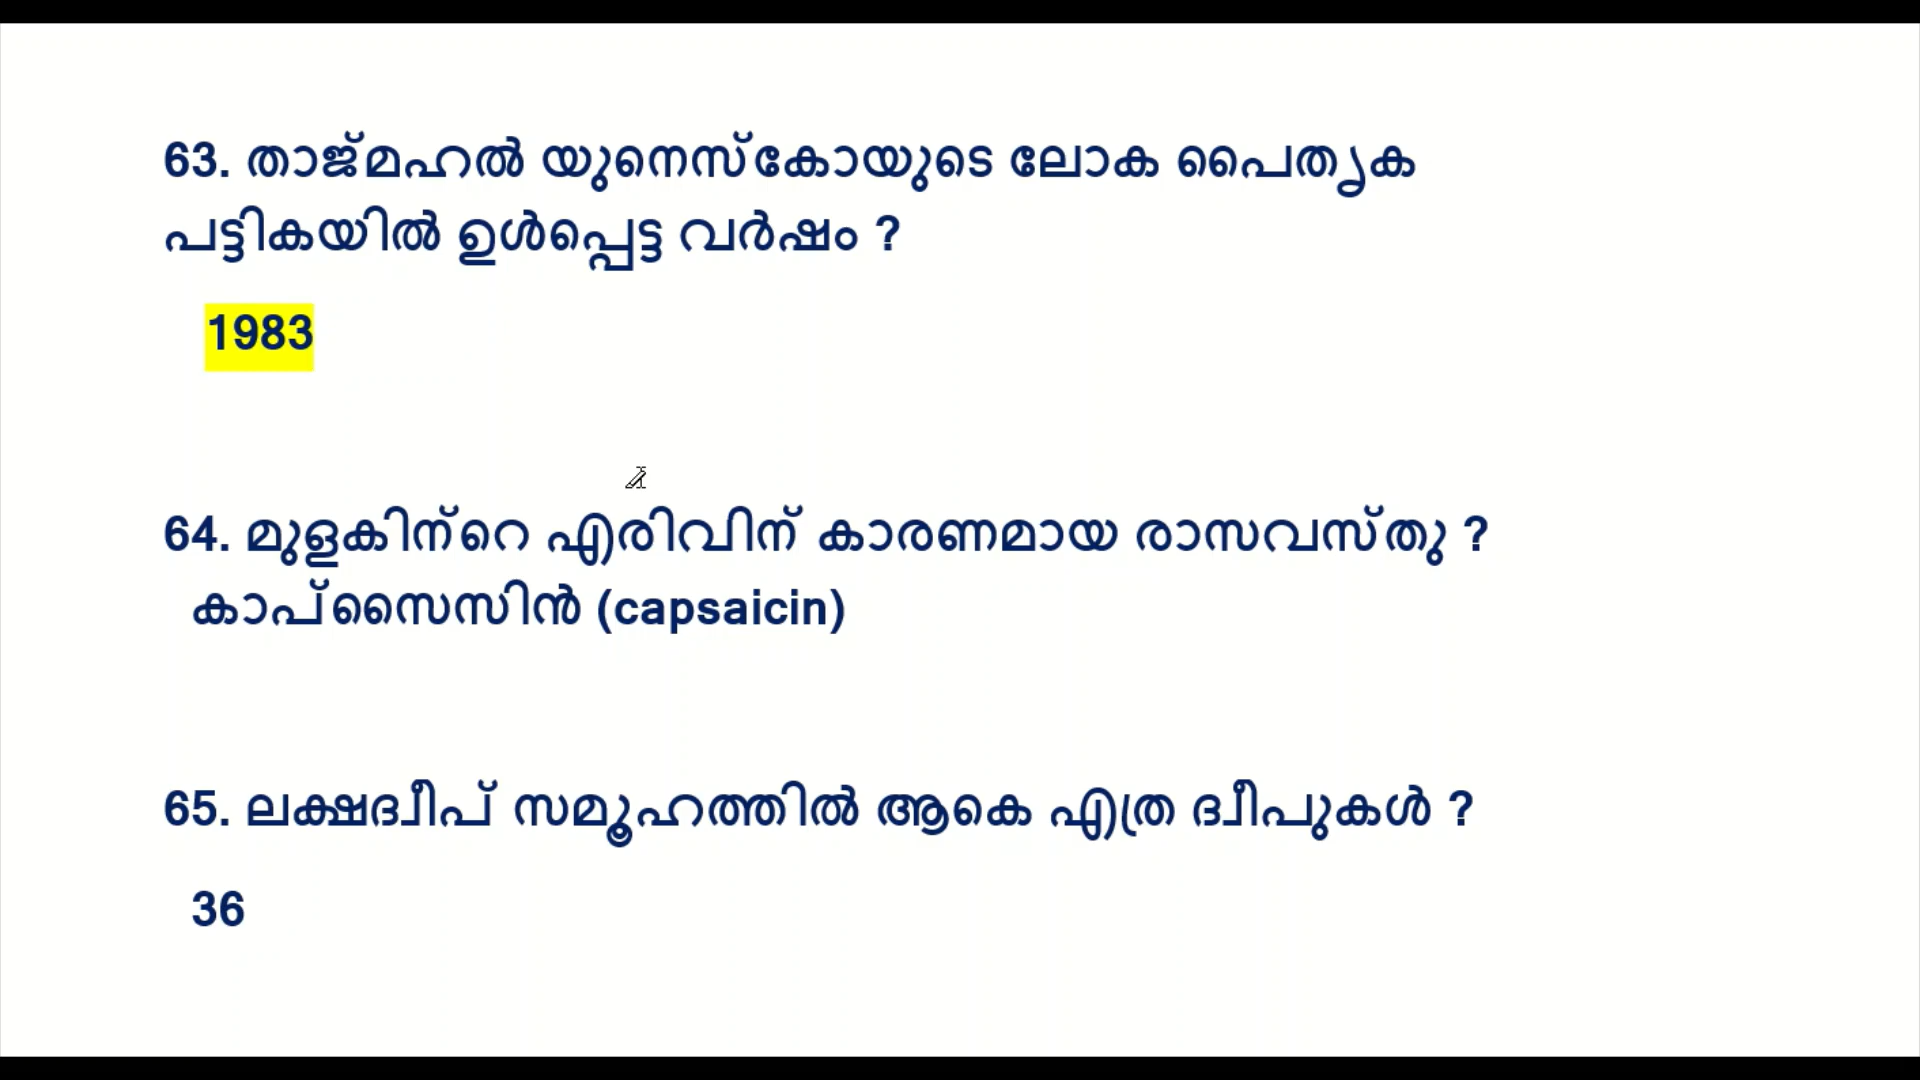 63. താജ്മഹൽ യുനെസ്കോയുടെ ലോക പൈതൃക
പട്ടികയിൽ ഉൾപ്പെട്ട വർഷം ?
1983
64. മുളകിന്റെ എരിവിന് കാരണമായ രാസവസ്തു ?
കാപ്സൈസിൻ (capsaicin)
65. ലക്ഷദ്വീപ് സമൂഹത്തിൽ ആകെ എത്ര ദ്വീപുകൾ ?
36